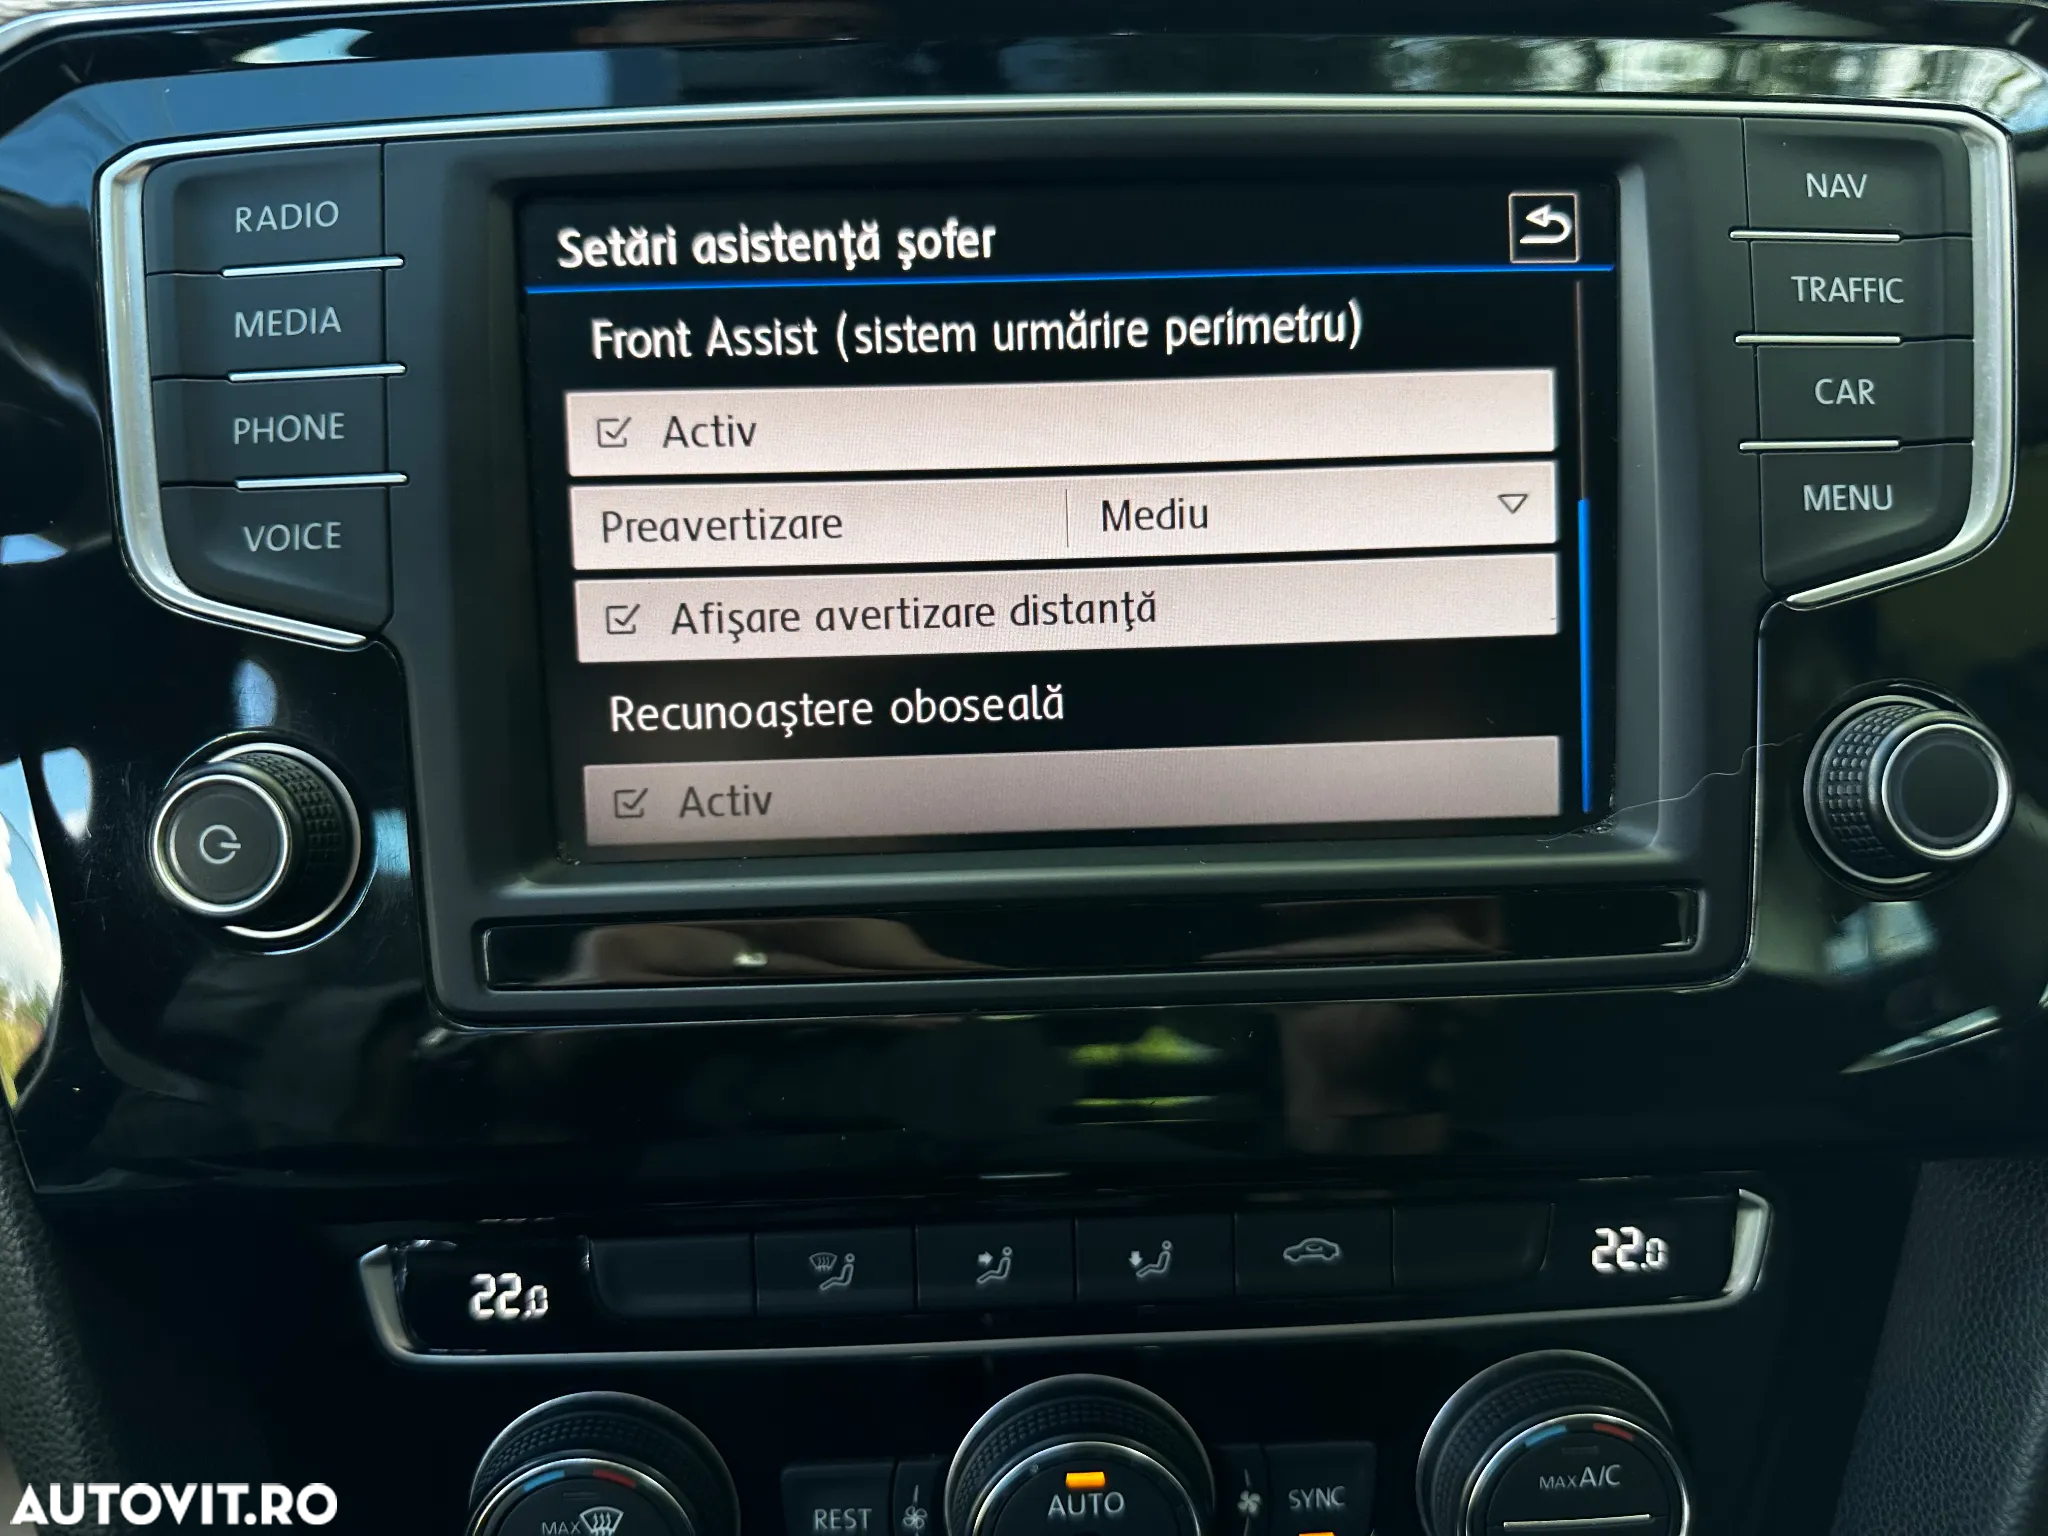 RADIO
MEDIA
PHONE
VOICE
Setări asistenţă şofer
Front Assist (sistem urmărire perimetru)
Activ
Preavertizare Mediu
Afişare avertizare distanţă
Recunoaştere oboseală
Activ
NAV
TRAFFIC
CAR
MENU
22.0
22.0
MAX
REST
AUTO
SYNC
MAX A/C
AUTOVIT.RO